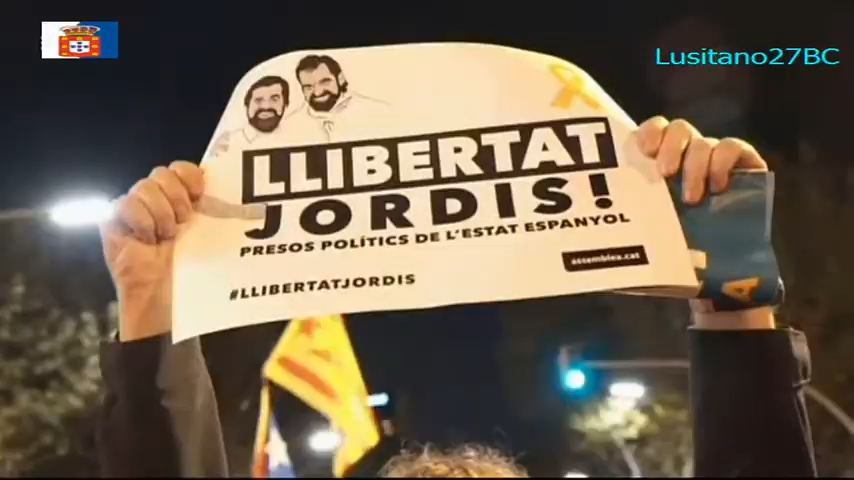 Lusitano27BC
LLIBERTAT
JORDIS!
PRESOS POLÍTICS DE L'ESTAT ESPANYOL
assemblea.cat
#LLIBERTATJORDIS